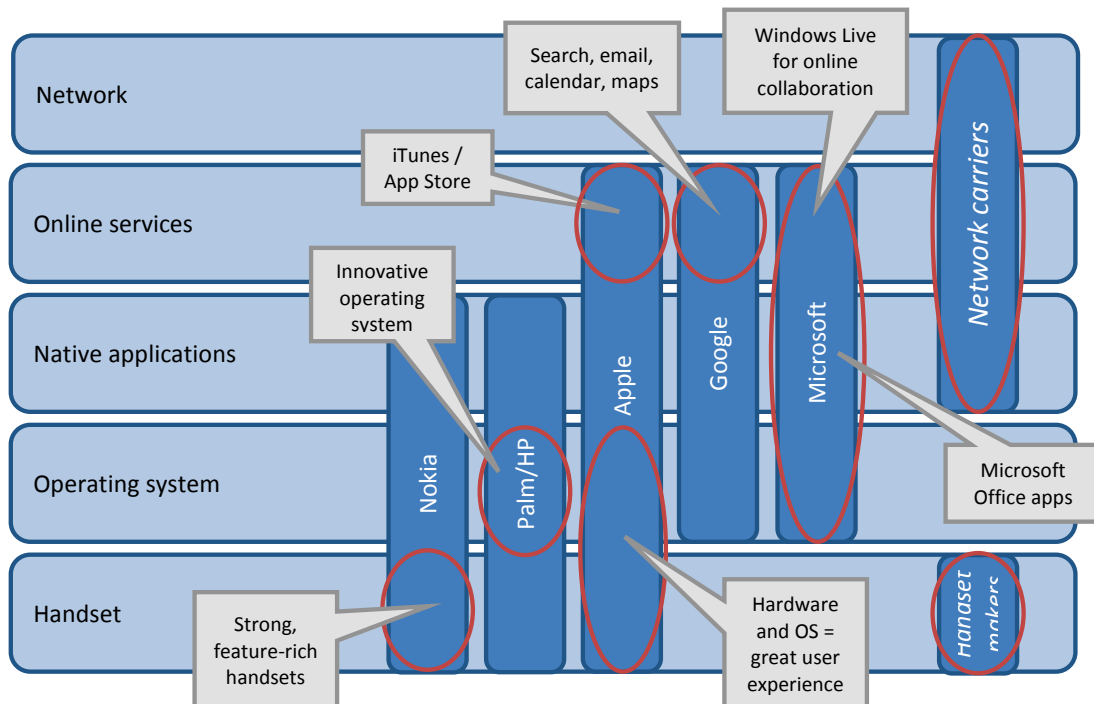 Network
Online services
Native applications
Operating system
Handset
Search, email,
calendar, maps
Windows Live
for online
collaboration
iTunes /
App Store
Innovative
operating
system
Strong,
feature-rich
handsets
Hardware
and OS =
great user
experience
Microsoft
Office apps
Nokia
Palm/HP
Apple
Google
Microsoft
Network carriers
Handset
makers